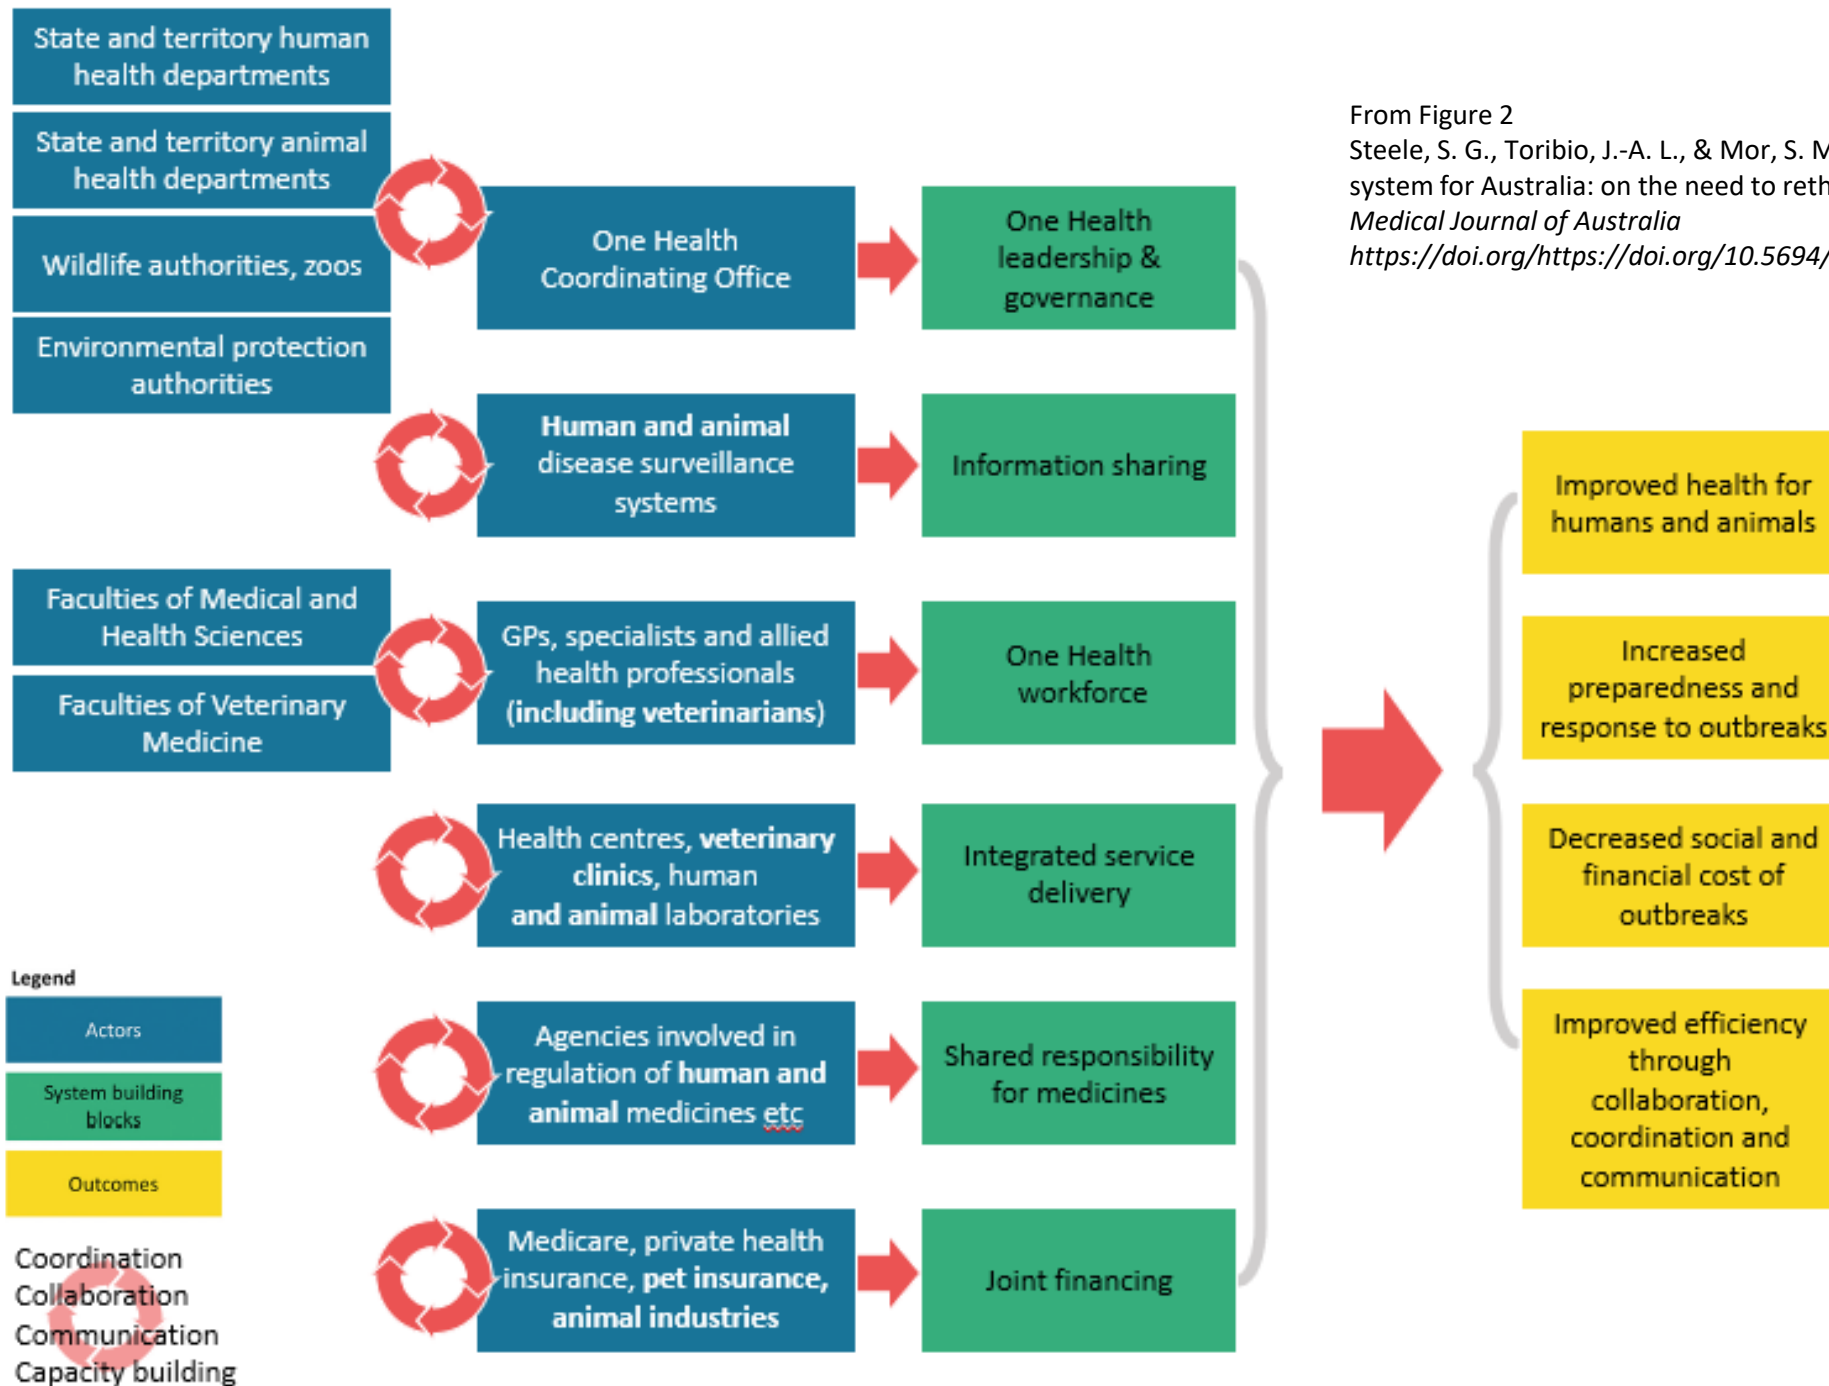 State and territory human
health departments
State and territory animal
health departments
Wildlife authorities, zoos
Environmental protection
authorities
One Health
Coordinating Office
One Health
leadership &
governance
From Figure 2
Steele, S. G., Toribio, J.-A. L., & Mor, S. M
system for Australia: on the need to reth
Medical Journal of Australia
https://doi.org/https://doi.org/10.5694/
Human and animal
disease surveillance
systems
Information sharing
Faculties of Medical and
Health Sciences
Faculties of Veterinary
Medicine
GPs, specialists and allied
health professionals
(including veterinarians)
One Health
workforce
Health centres, veterinary
clinics, human
and animal laboratories
Integrated service
delivery
Agencies involved in
regulation of human and
animal medicines etc
Shared responsibility
for medicines
Medicare, private health
insurance, pet insurance,
animal industries
Joint financing
Improved health for
humans and animals
Increased
preparedness and
response to outbreaks
Decreased social and
financial cost of
outbreaks
Improved efficiency
through
collaboration,
coordination and
communication
Legend
Actors
System building
blocks
Outcomes
Coordination
Collaboration
Communication
Capacity building